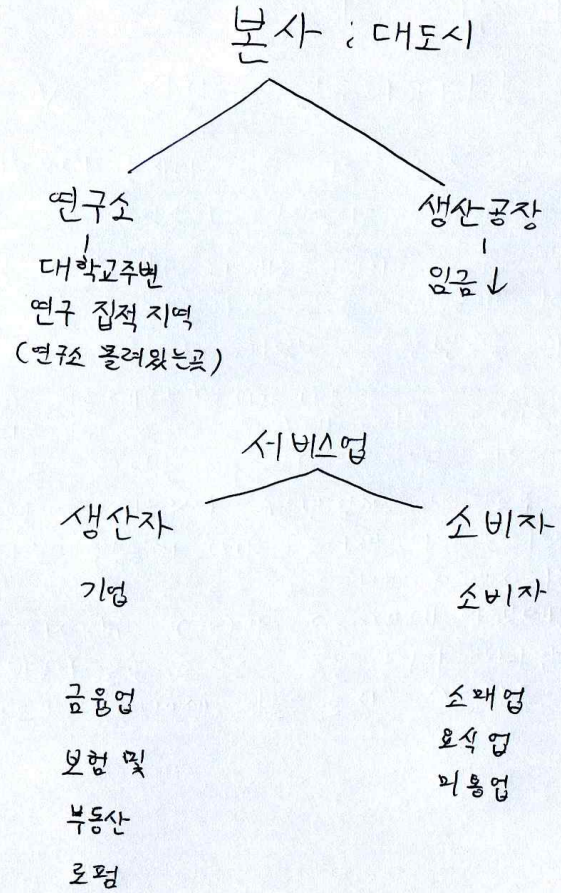 본사 : 대도시
연구소
생산공장
대학교주변
임금 ↓
연구 집적 지역
(연구소 몰려있는곳)
서비스업
생산자
소비자
기업
소비자
금융업
소매업
보험 및
요식업
미용업
부동산
로펌